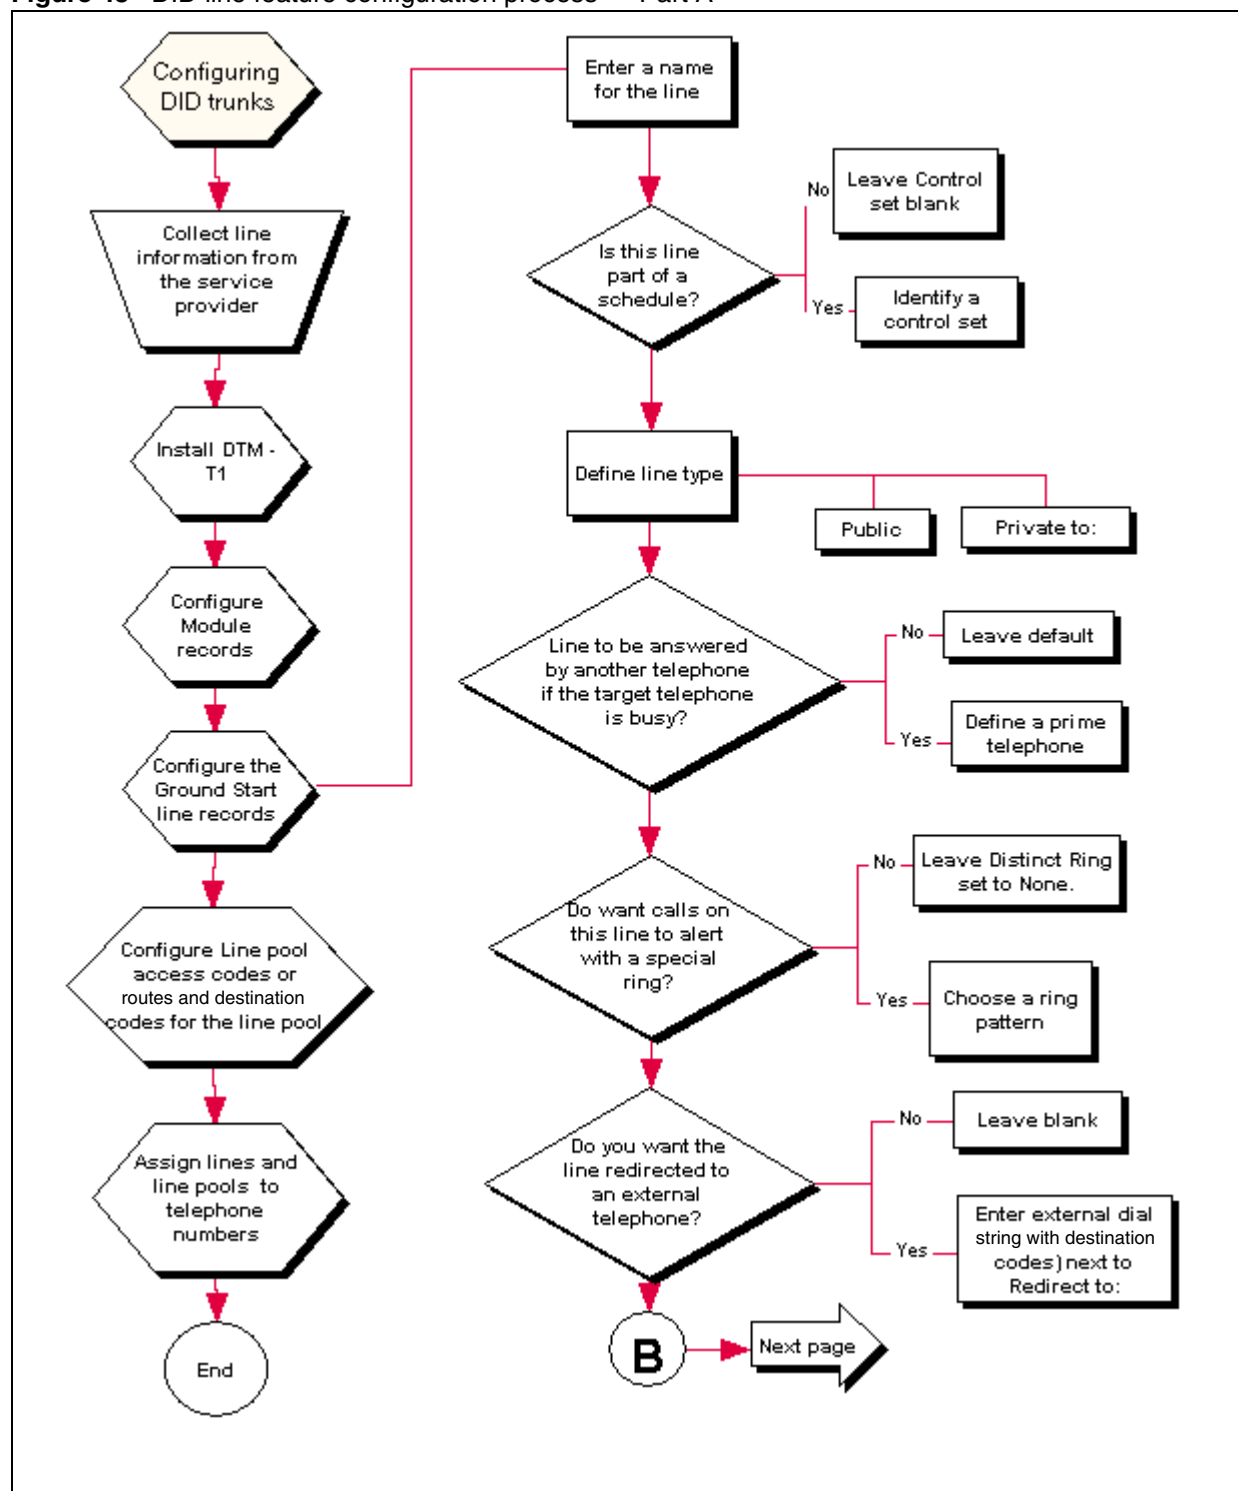 Configuring
DID trunks
Collect line
information from
the service
provider
Install DTM -
T1
Configure
Module
records
Configure the
Ground Start
line records
Configure Line pool
access codes or
routes and destination
codes for the line pool
Assign lines and
line pools to
telephone
numbers
End
Enter a name
for the line
Is this line
part of a
schedule?
No
Leave Control
set blank
Yes
Identify a
control set
Define line type
Public
Private to:
Line to be answered
by another telephone
if the target telephone
is busy?
No
Leave default
Yes
Define a prime
telephone
Do want calls on
this line to alert
with a special
ring?
No
Leave Distinct Ring
set to None.
Yes
Choose a ring
pattern
Do you want the
line redirected to
an external
telephone?
No
Leave blank
Yes
Enter external dial
string with destination
codes) next to
Redirect to:
B
Next page